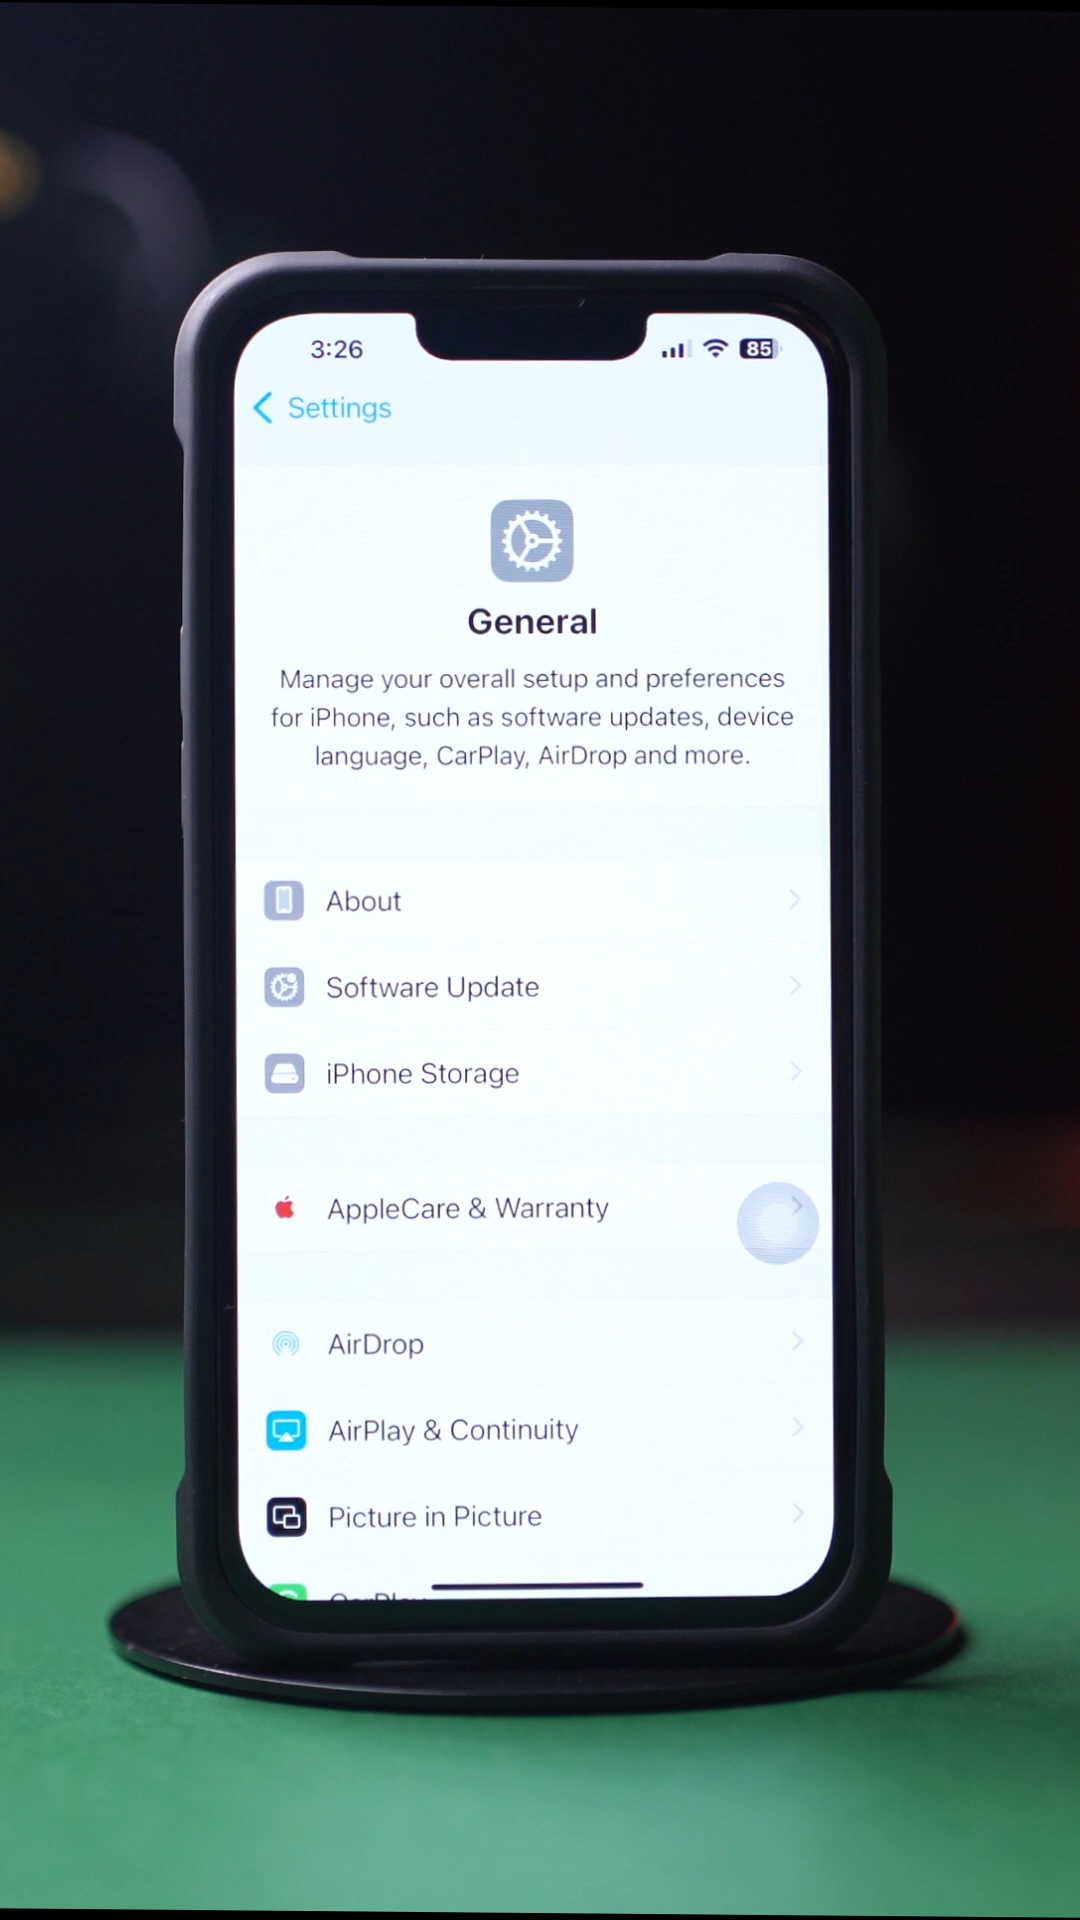 3:26
85
Settings
General
Manage your overall setup and preferences
for iPhone, such as software updates, device
language, CarPlay, AirDrop and more.
About
Software Update
iPhone Storage
AppleCare & Warranty
AirDrop
AirPlay & Continuity
Picture in Picture
CarPlay